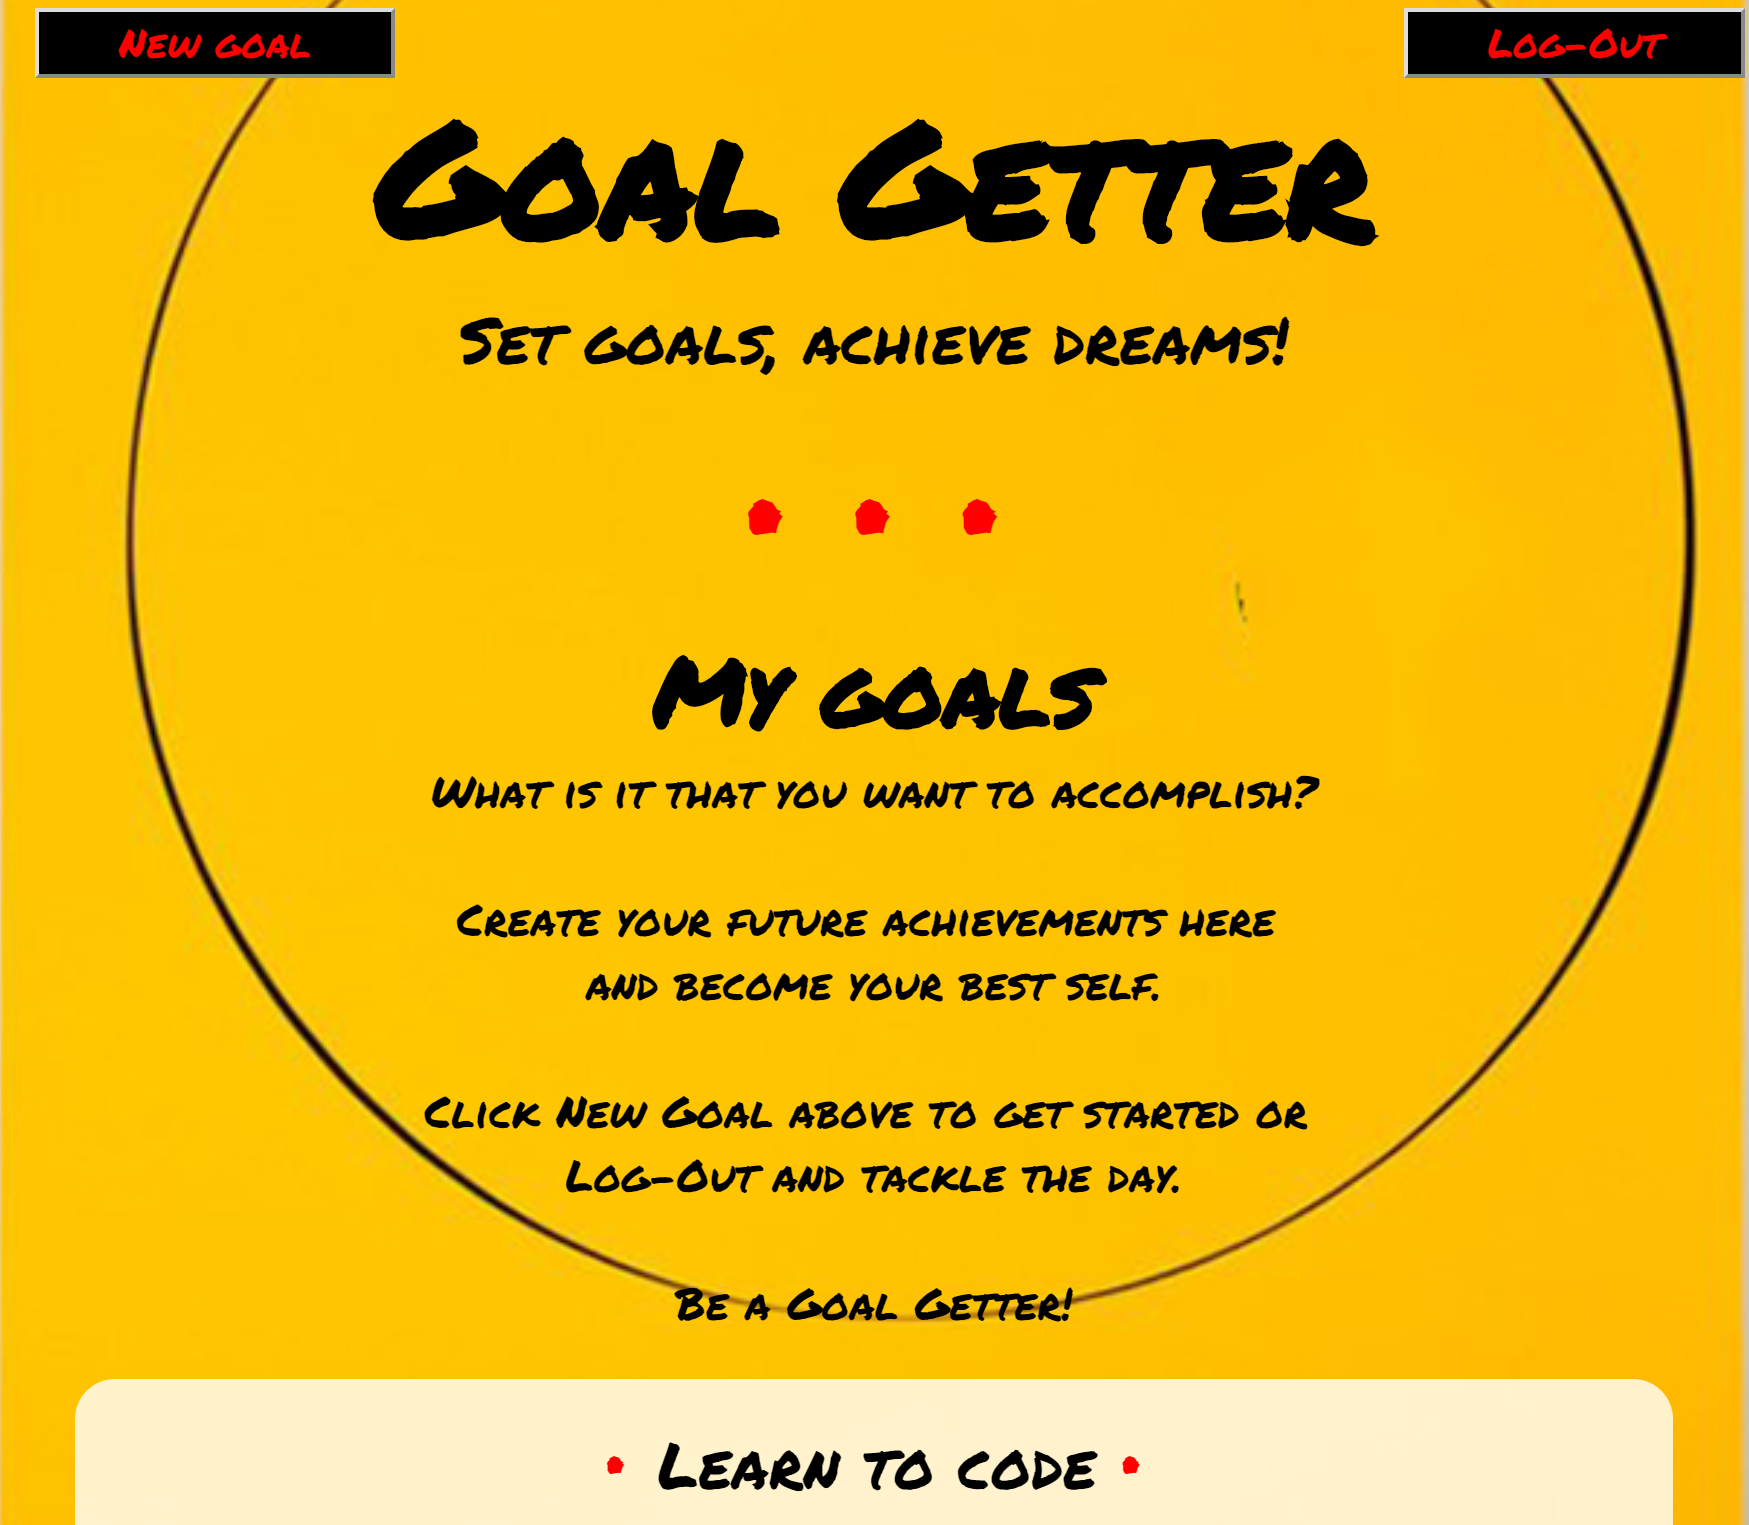 New goal
Log-Out
Goal Getter
Set goals, achieve dreams!
• • •
My goals
What is it that you want to accomplish?
Create your future achievements here
and become your best self.
Click New Goal above to get started or
Log-Out and tackle the day.
Be a Goal Getter!
• Learn to code •